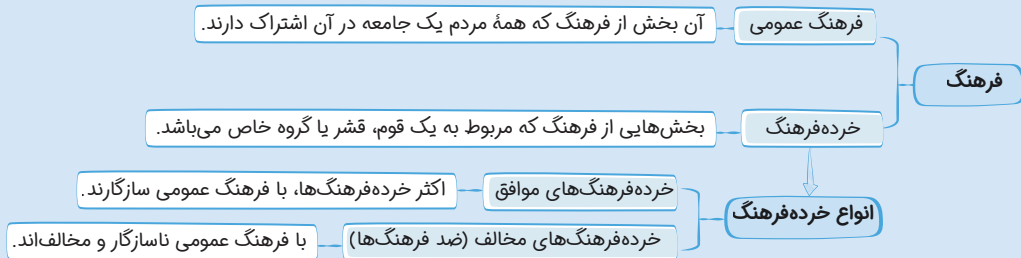 فرهنگ
فرهنگ عمومی
آن بخش از فرهنگ که همهٔ مردم یک جامعه در آن اشتراک دارند.
خرده‌فرهنگ
بخش‌هایی از فرهنگ که مربوط به یک قوم، قشر یا گروه خاص می‌باشد.
انواع خرده‌فرهنگ
خرده‌فرهنگ‌های موافق
اکثر خرده‌فرهنگ‌ها، با فرهنگ عمومی سازگارند.
خرده‌فرهنگ‌های مخالف (ضد فرهنگ‌ها)
با فرهنگ عمومی ناسازگار و مخالف‌اند.